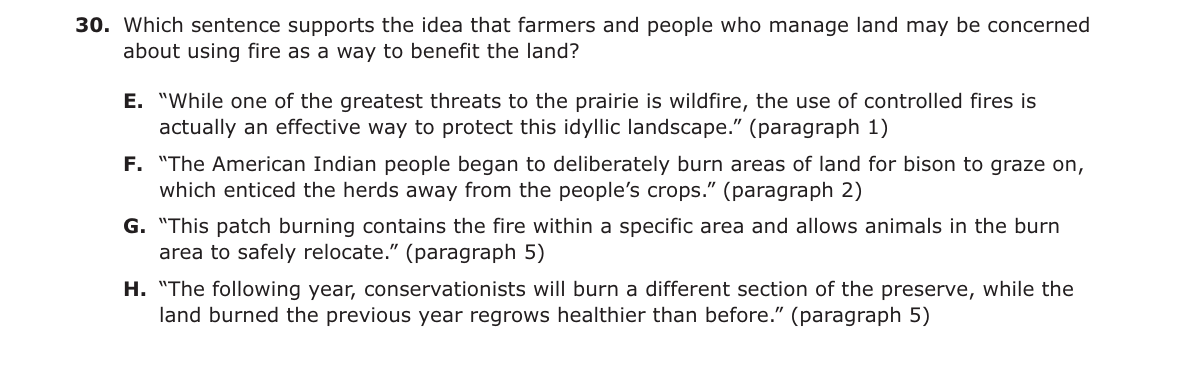 30. Which sentence supports the idea that farmers and people who manage land may be concerned
about using fire as a way to benefit the land?
E. “While one of the greatest threats to the prairie is wildfire, the use of controlled fires is
actually an effective way to protect this idyllic landscape.” (paragraph 1)
F. “The American Indian people began to deliberately burn areas of land for bison to graze on,
which enticed the herds away from the people’s crops.” (paragraph 2)
G. “This patch burning contains the fire within a specific area and allows animals in the burn
area to safely relocate.” (paragraph 5)
H. “The following year, conservationists will burn a different section of the preserve, while the
land burned the previous year regrows healthier than before.” (paragraph 5)